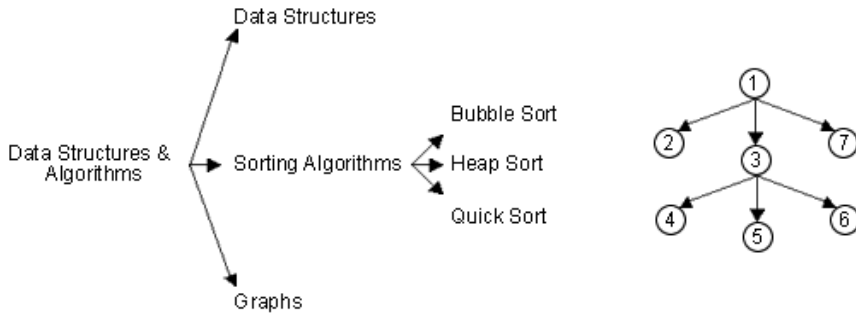 Data Structures
Data Structures &
Algorithms
Sorting Algorithms
Bubble Sort
Heap Sort
Quick Sort
Graphs
1
2
7
3
4
6
5